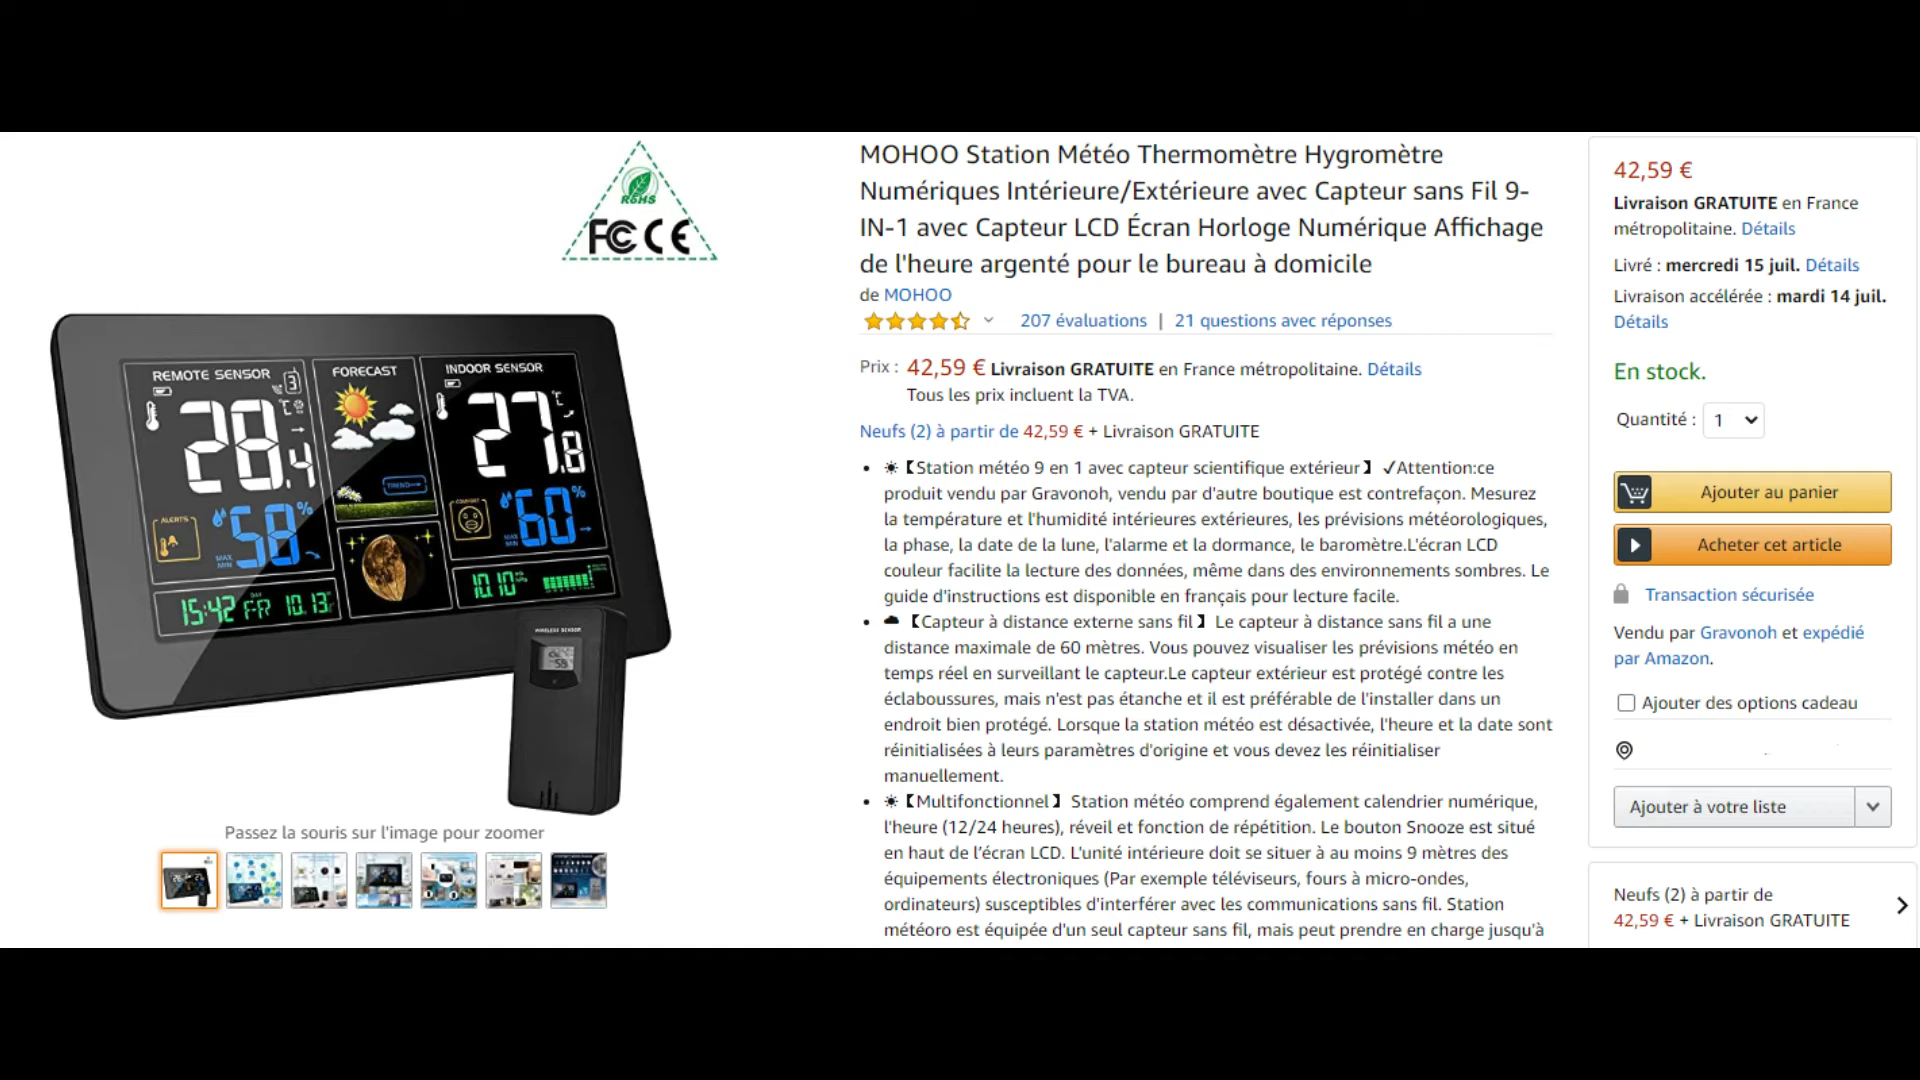 RoHS
FC CE
REMOTE SENSOR
3
28.4
°C
ALERTS
58%
MAX
MIN
15:42 FR 10.13
FORECAST
TREND
INDOOR SENSOR
27.8
°C
COMFORT
60%
MAX
MIN
1010
WIRELESS SENSOR
Passez la souris sur l'image pour zoomer
MOHOO Station Météo Thermomètre Hygromètre
Numériques Intérieure/Extérieure avec Capteur sans Fil 9-
IN-1 avec Capteur LCD Écran Horloge Numérique Affichage
de l'heure argenté pour le bureau à domicile
de MOHOO
207 évaluations | 21 questions avec réponses
Prix : 42,59 € Livraison GRATUITE en France métropolitaine. Détails
Tous les prix incluent la TVA.
Neufs (2) à partir de 42,59 € + Livraison GRATUITE
• ☀【Station météo 9 en 1 avec capteur scientifique extérieur】 ✓Attention:ce
produit vendu par Gravonoh, vendu par d'autre boutique est contrefaçon. Mesurez
la température et l'humidité intérieures extérieures, les prévisions météorologiques,
la phase, la date de la lune, l'alarme et la dormance, le baromètre.L'écran LCD
couleur facilite la lecture des données, même dans des environnements sombres. Le
guide d'instructions est disponible en français pour lecture facile.
• ☁【Capteur à distance externe sans fil】 Le capteur à distance sans fil a une
distance maximale de 60 mètres. Vous pouvez visualiser les prévisions météo en
temps réel en surveillant le capteur.Le capteur extérieur est protégé contre les
éclaboussures, mais n'est pas étanche et il est préférable de l'installer dans un
endroit bien protégé. Lorsque la station météo est désactivée, l'heure et la date sont
réinitialisées à leurs paramètres d'origine et vous devez les réinitialiser
manuellement.
• ☀【Multifonctionnel】 Station météo comprend également calendrier numérique,
l'heure (12/24 heures), réveil et fonction de répétition. Le bouton Snooze est situé
en haut de l’écran LCD. L'unité intérieure doit se situer à au moins 9 mètres des
équipements électroniques (Par exemple téléviseurs, fours à micro-ondes,
ordinateurs) susceptibles d'interférer avec les communications sans fil. Station
météoro est équipée d'un seul capteur sans fil, mais peut prendre en charge jusqu'à
42,59 €
Livraison GRATUITE en France
métropolitaine. Détails
Livré : mercredi 15 juil. Détails
Livraison accélérée : mardi 14 juil.
Détails
En stock.
Quantité : 1
Ajouter au panier
Acheter cet article
Transaction sécurisée
Vendu par Gravonoh et expédié
par Amazon.
Ajouter des options cadeau
Ajouter à votre liste
Neufs (2) à partir de
42,59 € + Livraison GRATUITE